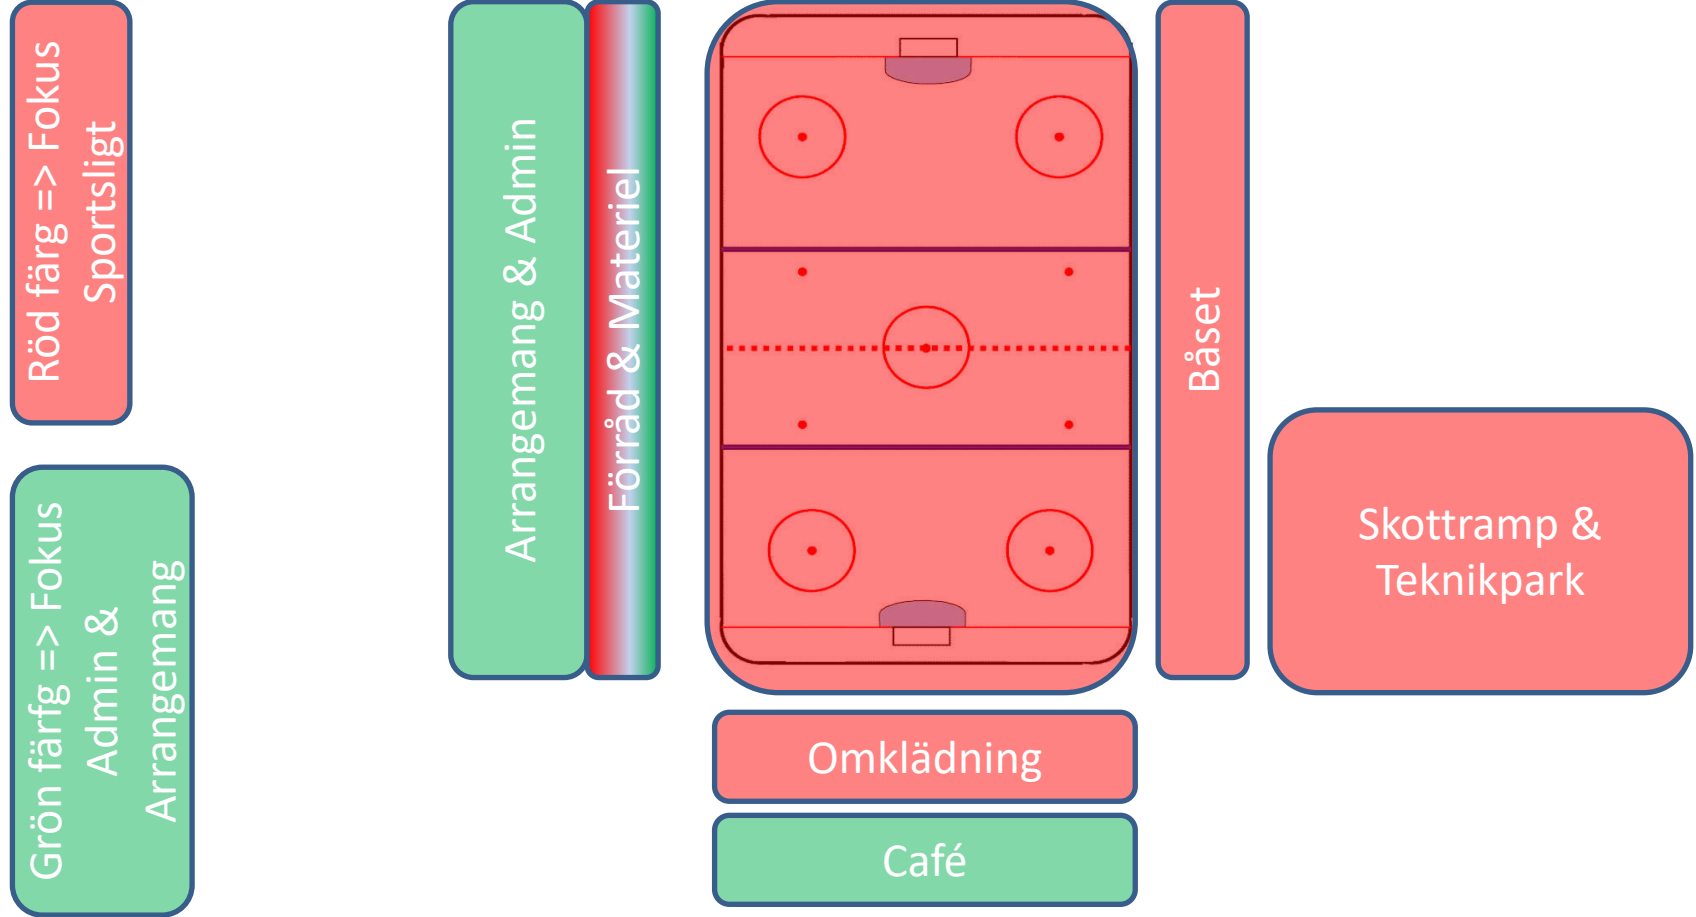 Röd färg => Fokus
Sportsligt
Grön färfg => Fokus
Admin &
Arrangemang
Arrangemang & Admin
Förråd & Materiel
Båset
Skottramp &
Teknikpark
Omklädning
Café